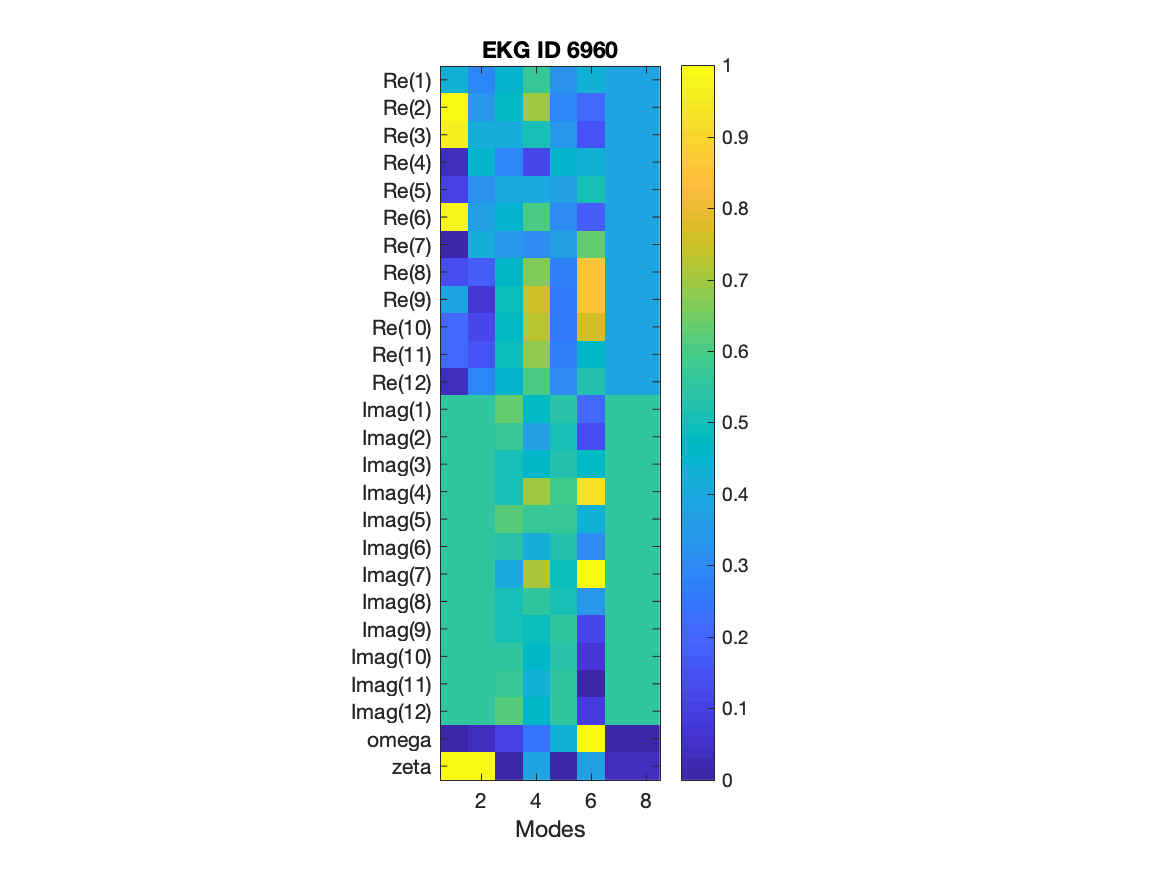 EKG ID 6960
Re(1)
Re(2)
Re(3)
Re(4)
Re(5)
Re(6)
Re(7)
Re(8)
Re(9)
Re(10)
Re(11)
Re(12)
Imag(1)
Imag(2)
Imag(3)
Imag(4)
Imag(5)
Imag(6)
Imag(7)
Imag(8)
Imag(9)
Imag(10)
Imag(11)
Imag(12)
omega
zeta
2 4 6 8
Modes
1
0.9
0.8
0.7
0.6
0.5
0.4
0.3
0.2
0.1
0